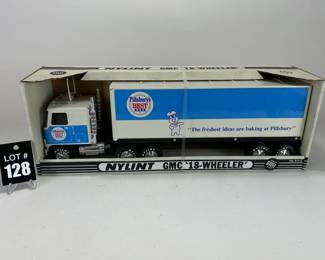 Pillsbury's
BEST
"The freshest ideas are baking at Pillsbury"
LOT #
128
NYLINT GMC "18-WHEELER"